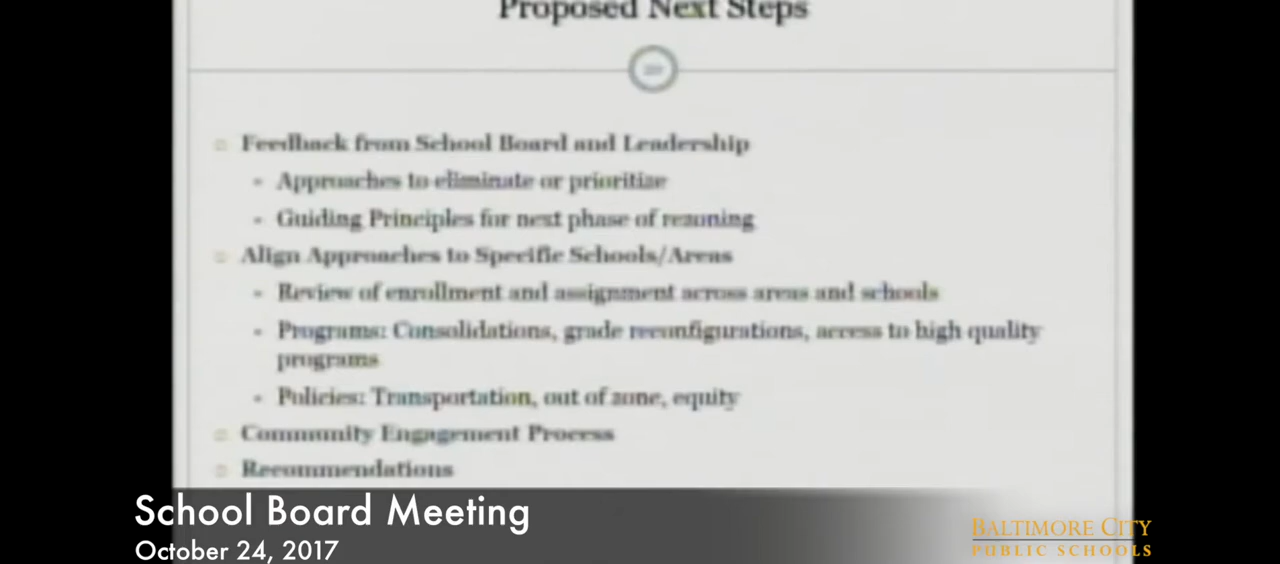 Proposed Next Steps
Feedback from School Board and Leadership
- Approaches to eliminate or prioritize
- Guiding Principles for next phase of rezoning
Align Approaches to Specific Schools/Areas
- Review of enrollment and assignment across areas and schools
- Programs: Consolidations, grade reconfigurations, access to high quality
programs
- Policies: Transportation, out of zone, equity
Community Engagement Process
Recommendations
School Board Meeting
October 24, 2017
BALTIMORE CITY
PUBLIC SCHOOLS